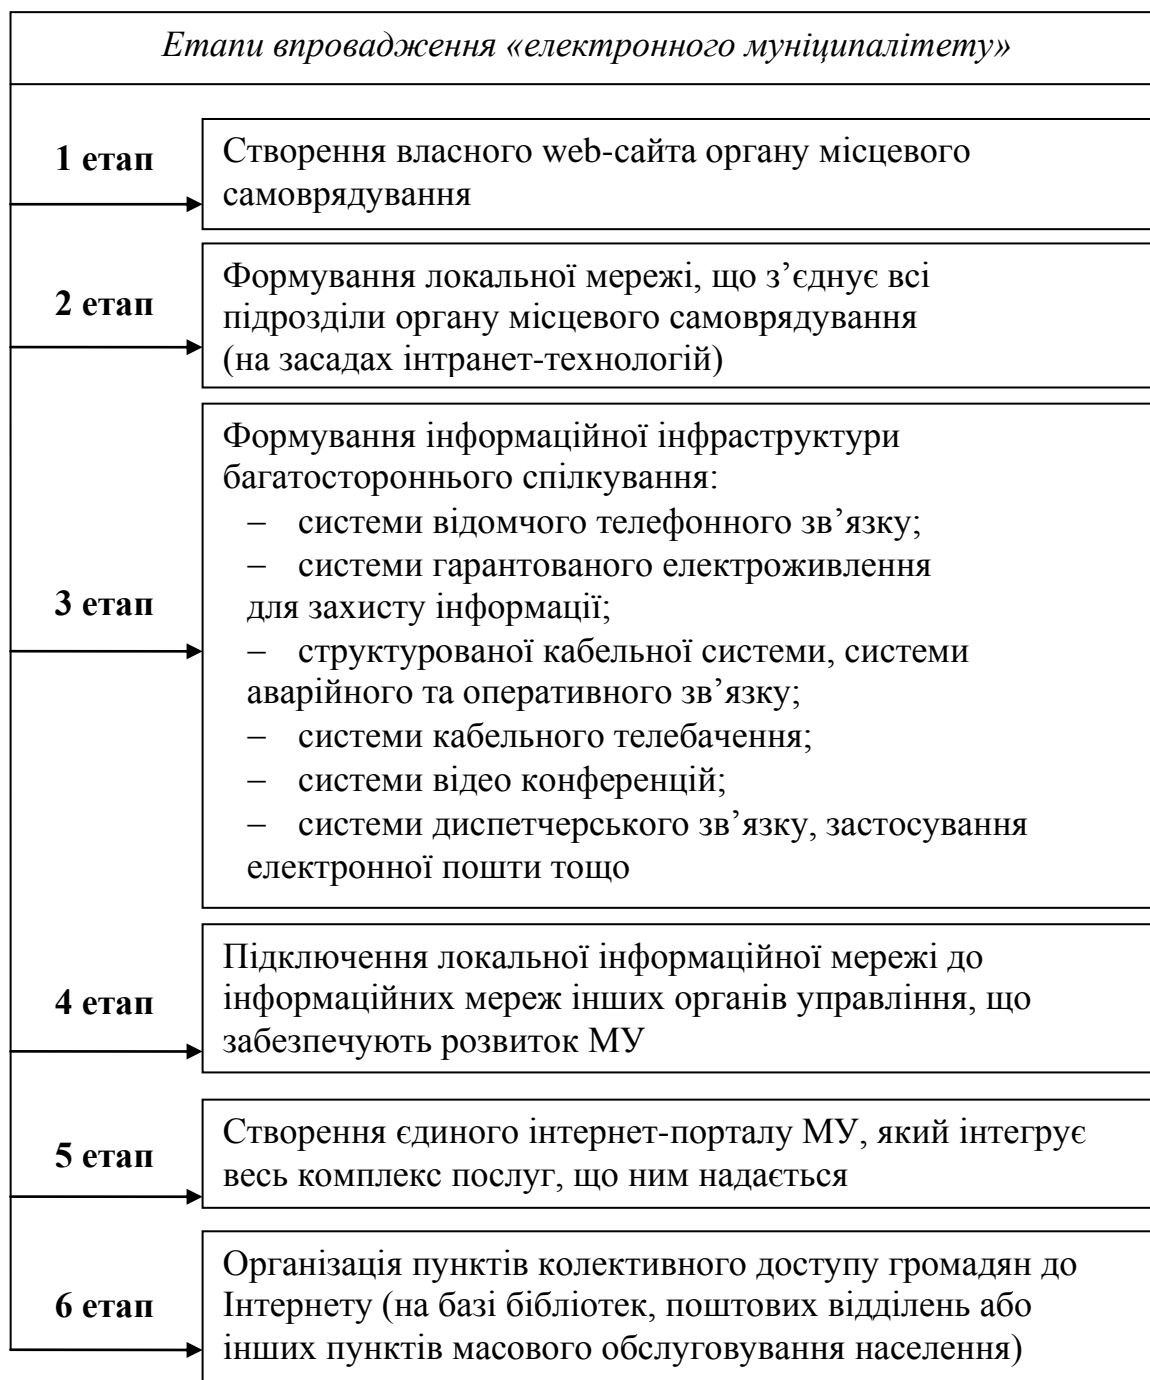 Етапи впровадження «електронного муніципалітету»
1 етап
Створення власного web-сайта органу місцевого
самоврядування
2 етап
Формування локальної мережі, що з’єднує всі
підрозділи органу місцевого самоврядування
(на засадах інтранет-технологій)
3 етап
Формування інформаційної інфраструктури
багатостороннього спілкування:
– системи відомчого телефонного зв’язку;
– системи гарантованого електроживлення
для захисту інформації;
– структурованої кабельної системи, системи
аварійного та оперативного зв’язку;
– системи кабельного телебачення;
– системи відео конференцій;
– системи диспетчерського зв’язку, застосування
електронної пошти тощо
4 етап
Підключення локальної інформаційної мережі до
інформаційних мереж інших органів управління, що
забезпечують розвиток МУ
5 етап
Створення єдиного інтернет-порталу МУ, який інтегрує
весь комплекс послуг, що ним надається
6 етап
Організація пунктів колективного доступу громадян до
Інтернету (на базі бібліотек, поштових відділень або
інших пунктів масового обслуговування населення)